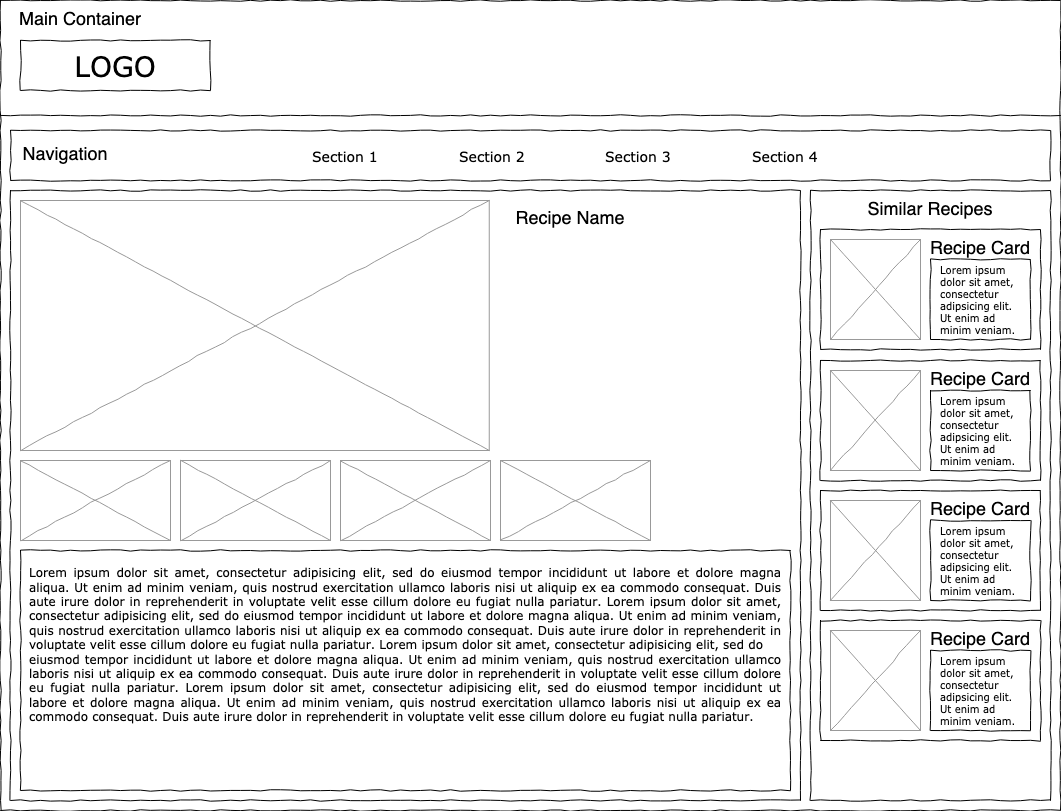 Main Container
LOGO
Navigation
Section 1
Section 2
Section 3
Section 4
Recipe Name
Lorem ipsum dolor sit amet, consectetur adipisicing elit, sed do eiusmod tempor incididunt ut labore et dolore magna
aliqua. Ut enim ad minim veniam, quis nostrud exercitation ullamco laboris nisi ut aliquip ex ea commodo consequat. Duis
aute irure dolor in reprehenderit in voluptate velit esse cillum dolore eu fugiat nulla pariatur. Lorem ipsum dolor sit amet,
consectetur adipisicing elit, sed do eiusmod tempor incididunt ut labore et dolore magna aliqua. Ut enim ad minim veniam,
quis nostrud exercitation ullamco laboris nisi ut aliquip ex ea commodo consequat. Duis aute irure dolor in reprehenderit in
voluptate velit esse cillum dolore eu fugiat nulla pariatur. Lorem ipsum dolor sit amet, consectetur adipisicing elit, sed do
eiusmod tempor incididunt ut labore et dolore magna aliqua. Ut enim ad minim veniam, quis nostrud exercitation ullamco
laboris nisi ut aliquip ex ea commodo consequat. Duis aute irure dolor in reprehenderit in voluptate velit esse cillum dolore
eu fugiat nulla pariatur. Lorem ipsum dolor sit amet, consectetur adipisicing elit, sed do eiusmod tempor incididunt ut
labore et dolore magna aliqua. Ut enim ad minim veniam, quis nostrud exercitation ullamco laboris nisi ut aliquip ex ea
commodo consequat. Duis aute irure dolor in reprehenderit in voluptate velit esse cillum dolore eu fugiat nulla pariatur.
Similar Recipes
Recipe Card
Lorem ipsum
dolor sit amet,
consectetur
adipsicing elit.
Ut enim ad
minim veniam.
Recipe Card
Lorem ipsum
dolor sit amet,
consectetur
adipsicing elit.
Ut enim ad
minim veniam.
Recipe Card
Lorem ipsum
dolor sit amet,
consectetur
adipsicing elit.
Ut enim ad
minim veniam.
Recipe Card
Lorem ipsum
dolor sit amet,
consectetur
adipsicing elit.
Ut enim ad
minim veniam.